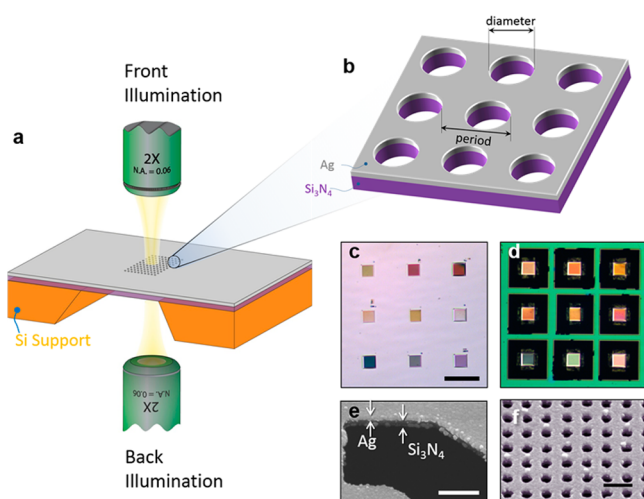 a
Front
Illumination
2X
N.A. = 0.06
Si Support
2X
N.A. = 0.06
Back
Illumination
b
diameter
period
Ag
Si₃N₄
c
d
e
Ag
Si₃N₄
f